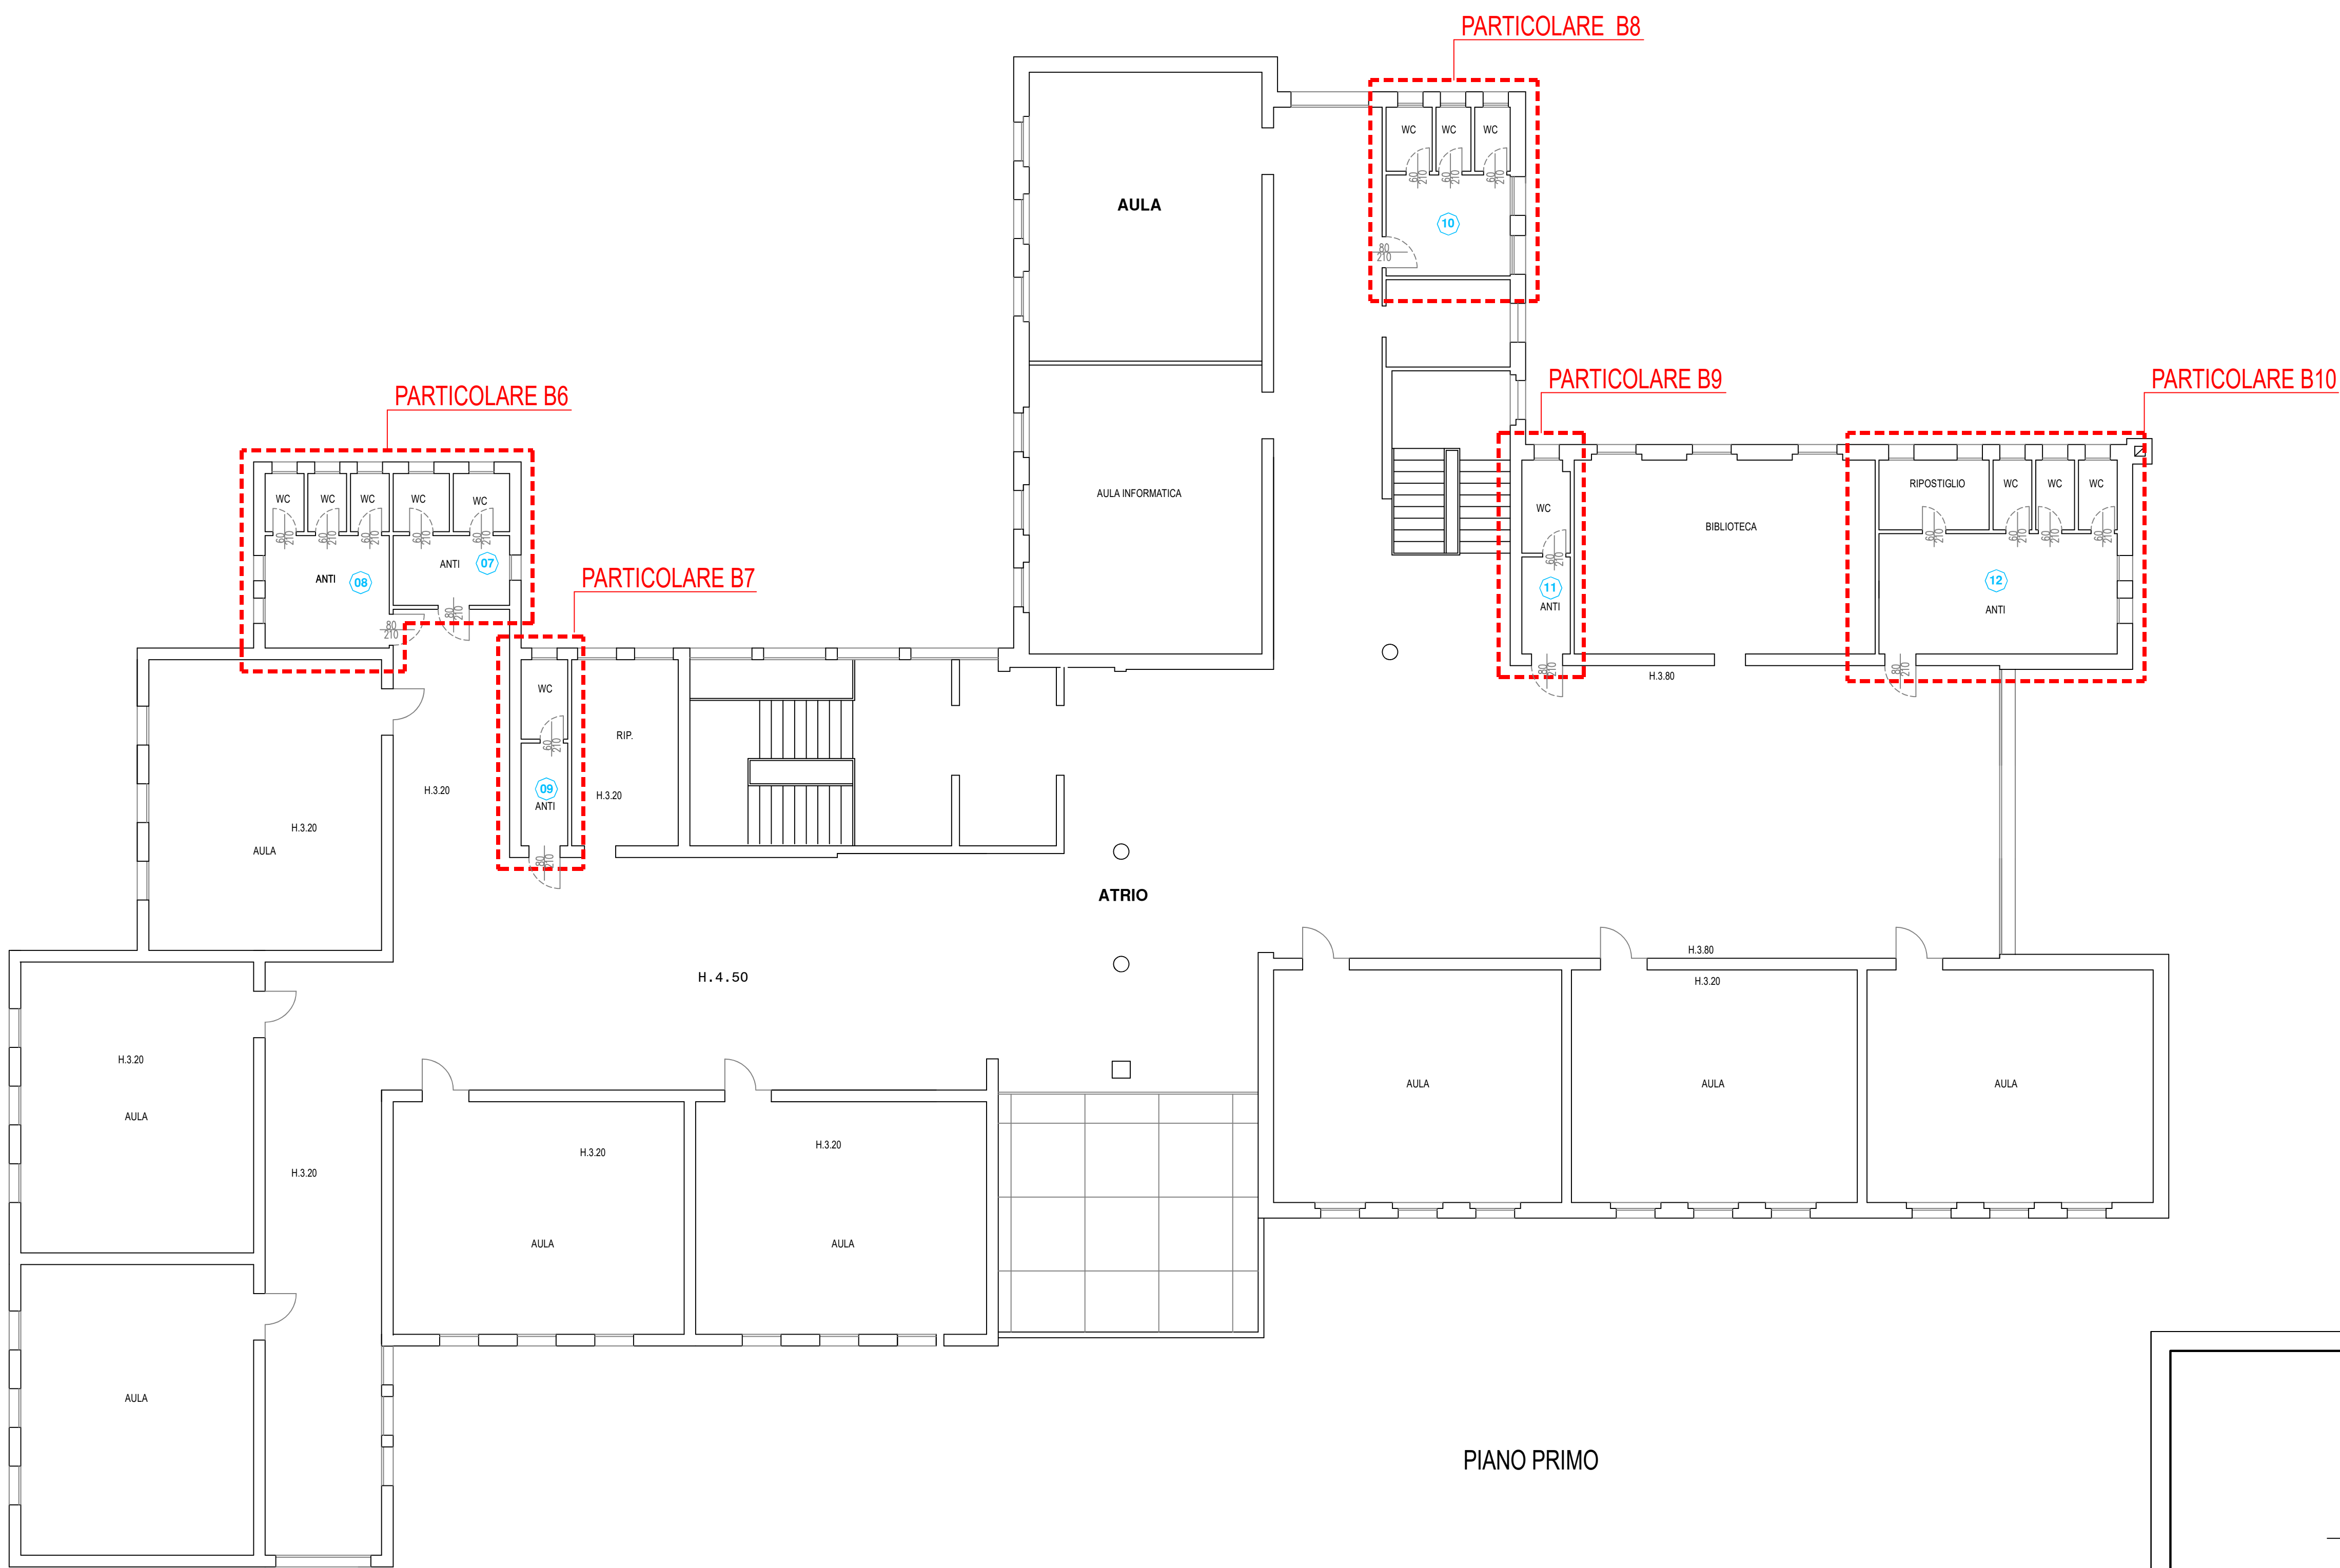 PARTICOLARE  B8
WC WC WC
60 210 60 210 60 210
AULA
10
80
210
PARTICOLARE B6
PARTICOLARE B9
PARTICOLARE B10
WC WC WC WC WC
60 210 60 210 60 210 60 210 60 210
ANTI 08
ANTI 07
80
210
80 210
AULA INFORMATICA
WC
60 210
11
ANTI
80 210
BIBLIOTECA
RIPOSTIGLIO WC WC WC
60 210 60 210 60 210 60 210
12
ANTI
80 210
H.3.80
PARTICOLARE B7
WC
60 210
09
ANTI
80 210
RIP.
H.3.20
H.3.20
H.3.20
AULA
ATRIO
H.4.50
H.3.80
H.3.20
H.3.20
AULA
AULA
AULA
AULA
H.3.20
H.3.20
H.3.20
AULA
AULA
AULA
PIANO PRIMO